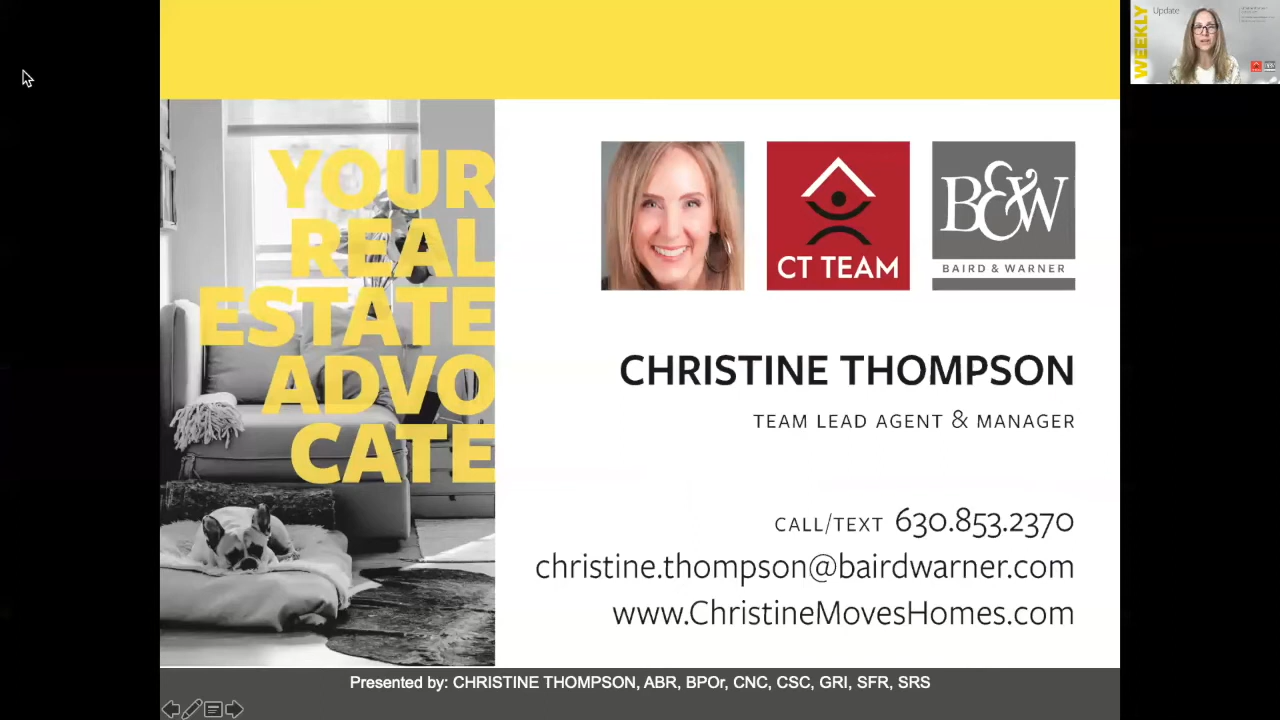 WEEKLY
Update
YOUR
REAL
ESTATE
ADVO
CATE
CT TEAM
B&W
BAIRD & WARNER
CHRISTINE THOMPSON
TEAM LEAD AGENT & MANAGER
CALL/TEXT 630.853.2370
christine.thompson@bairdwarner.com
www.ChristineMovesHomes.com
Presented by: CHRISTINE THOMPSON, ABR, BPOr, CNC, CSC, GRI, SFR, SRS